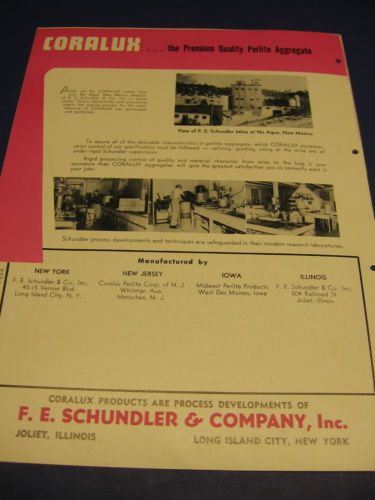 CORALUX ... the Premium Quality Perlite Aggregate
View of F. E. Schundler Mine at No Agua, New Mexico
To assure all of the desirable characteristics in perlite aggregate, which CORALUX possesses,
strict control of ore specification must be followed — refining, grading, sizing at the mine are all
under rigid Schundler supervision.
Rigid processing control of quality and material character from mine to the bag is your
assurance that CORALUX aggregates will give the greatest satisfaction you so earnestly want in
your jobs.
Schundler process developments and techniques are safeguarded in their modern research laboratories.
Manufactured by
NEW YORK
F. E. Schundler & Co., Inc.
45-15 Vernon Blvd.
Long Island City, N. Y.
NEW JERSEY
Coralux Perlite Corp. of N. J.
Whitman Ave.
Metuchen, N. J.
IOWA
Midwest Perlite Products
West Des Moines, Iowa
ILLINOIS
F. E. Schundler & Co., Inc.
504 Railroad St.
Joliet, Illinois
CORALUX PRODUCTS ARE PROCESS DEVELOPMENTS OF
F. E. SCHUNDLER & COMPANY, Inc.
JOLIET, ILLINOIS
LONG ISLAND CITY, NEW YORK